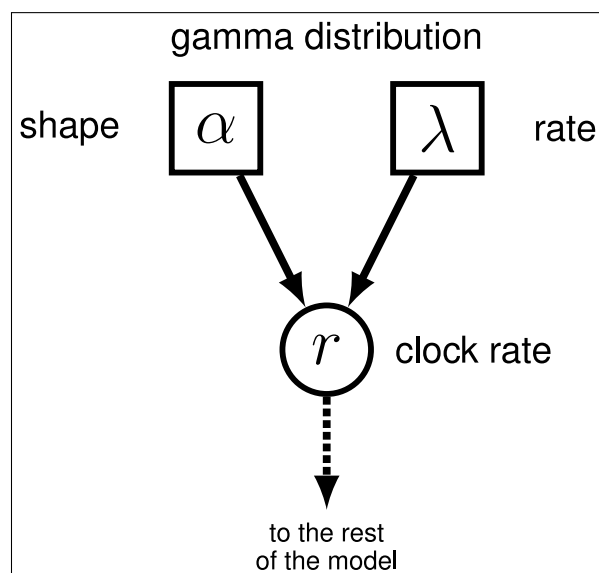 gamma distribution
shape α λ rate
r clock rate
to the rest
of the model